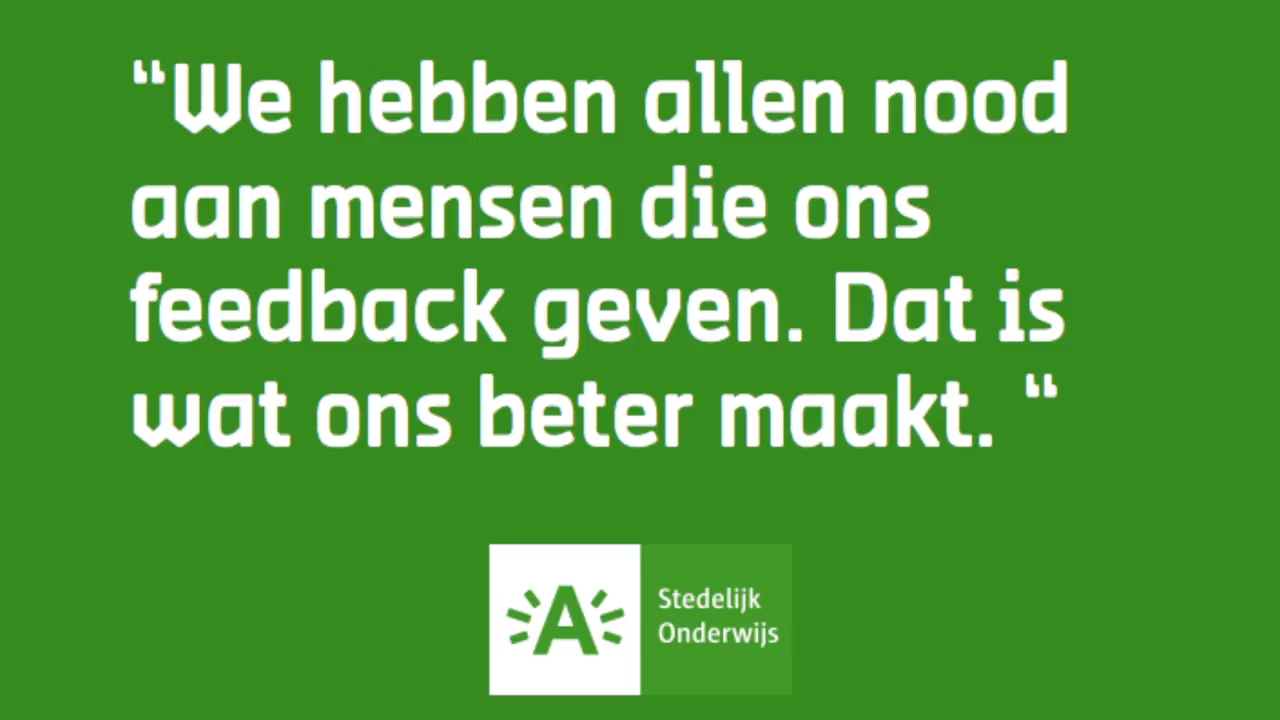 “We hebben allen nood
aan mensen die ons
feedback geven. Dat is
wat ons beter maakt. “
A
Stedelijk
Onderwijs